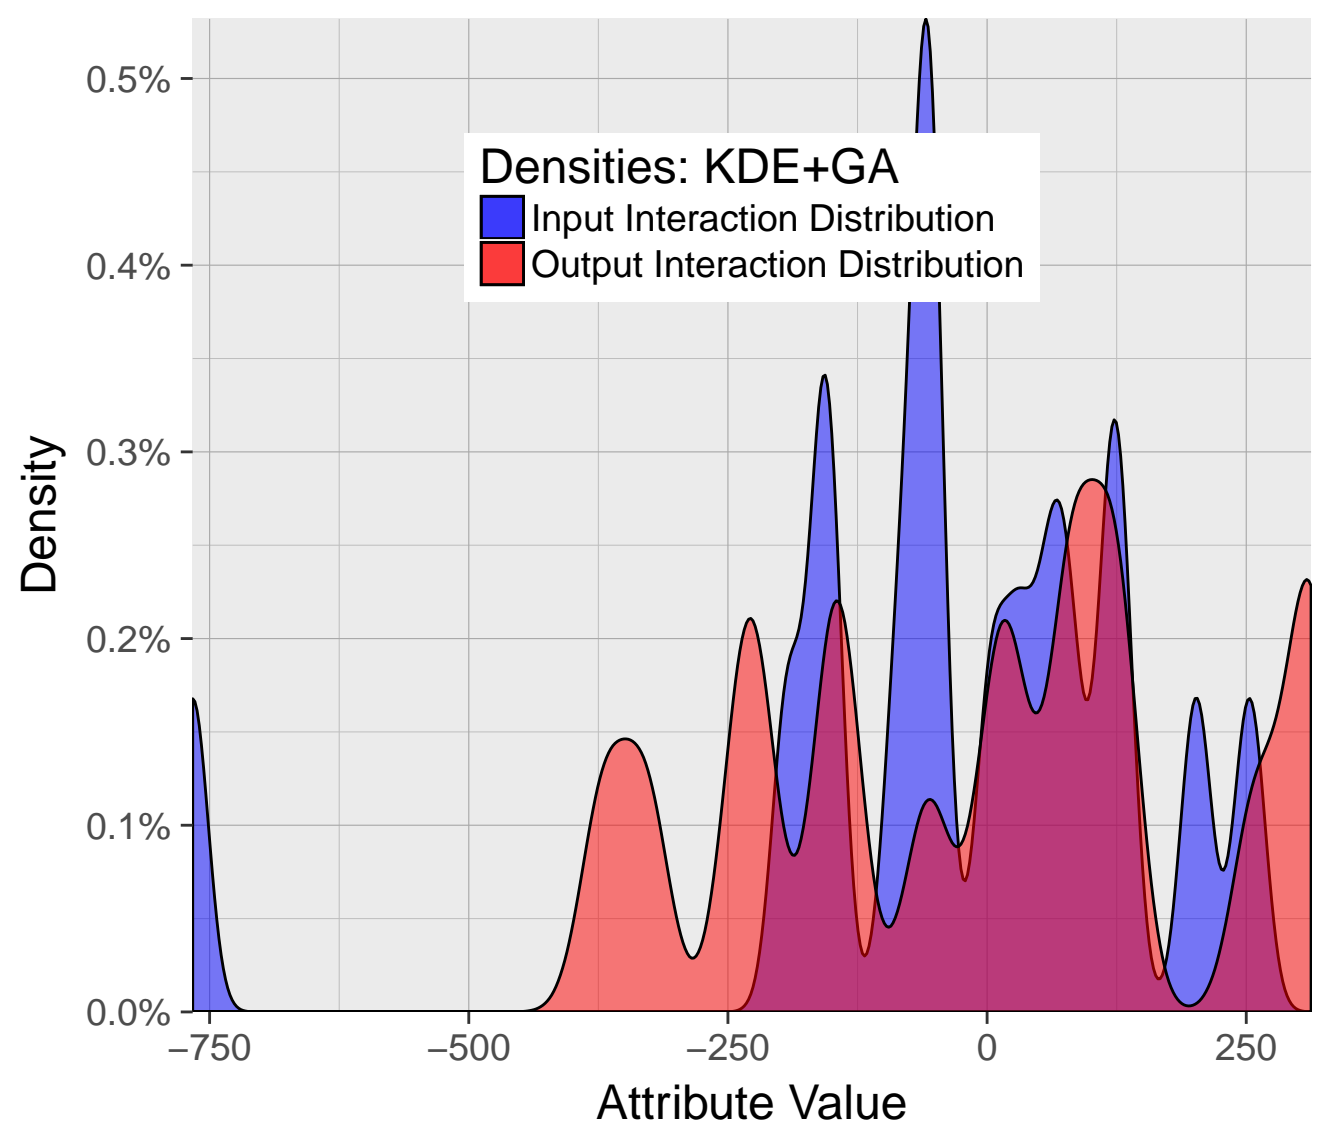 0.5%
0.4%
0.3%
0.2%
0.1%
0.0%
Density
Densities: KDE+GA
Input Interaction Distribution
Output Interaction Distribution
−750 −500 −250 0 250
Attribute Value